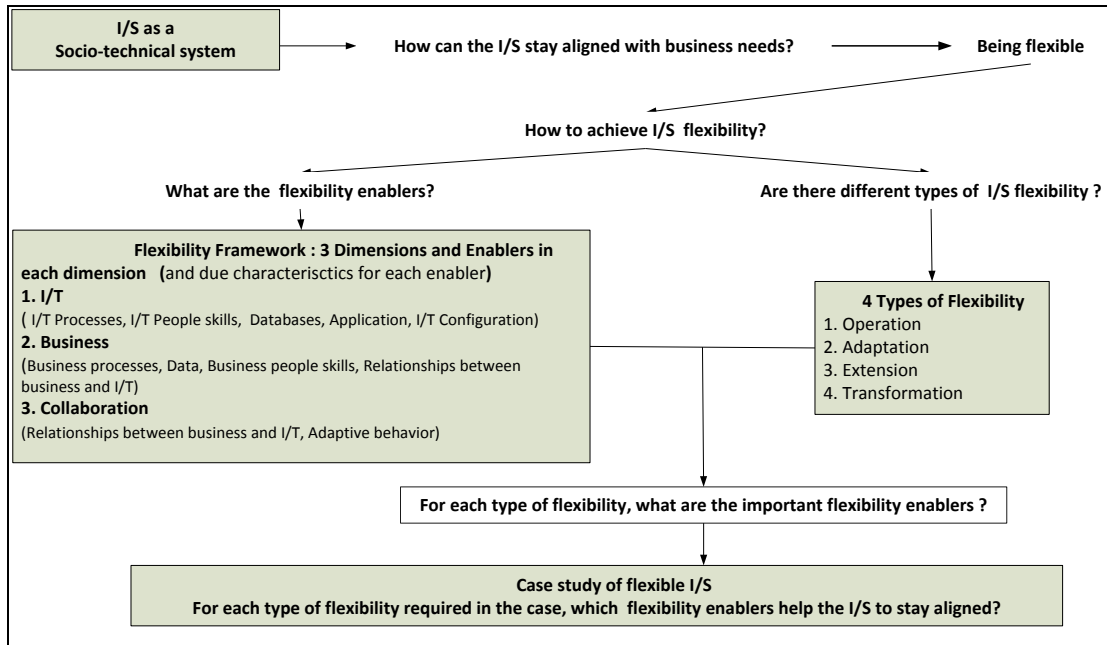 I/S as a
Socio-technical system
How can the I/S stay aligned with business needs?
Being flexible
How to achieve I/S flexibility?
What are the flexibility enablers?
Are there different types of I/S flexibility ?
Flexibility Framework : 3 Dimensions and Enablers in
each dimension (and due characterisctics for each enabler)
1. I/T
( I/T Processes, I/T People skills, Databases, Application, I/T Configuration)
2. Business
(Business processes, Data, Business people skills, Relationships between
business and I/T)
3. Collaboration
(Relationships between business and I/T, Adaptive behavior)
4 Types of Flexibility
1. Operation
2. Adaptation
3. Extension
4. Transformation
For each type of flexibility, what are the important flexibility enablers ?
Case study of flexible I/S
For each type of flexibility required in the case, which flexibility enablers help the I/S to stay aligned?